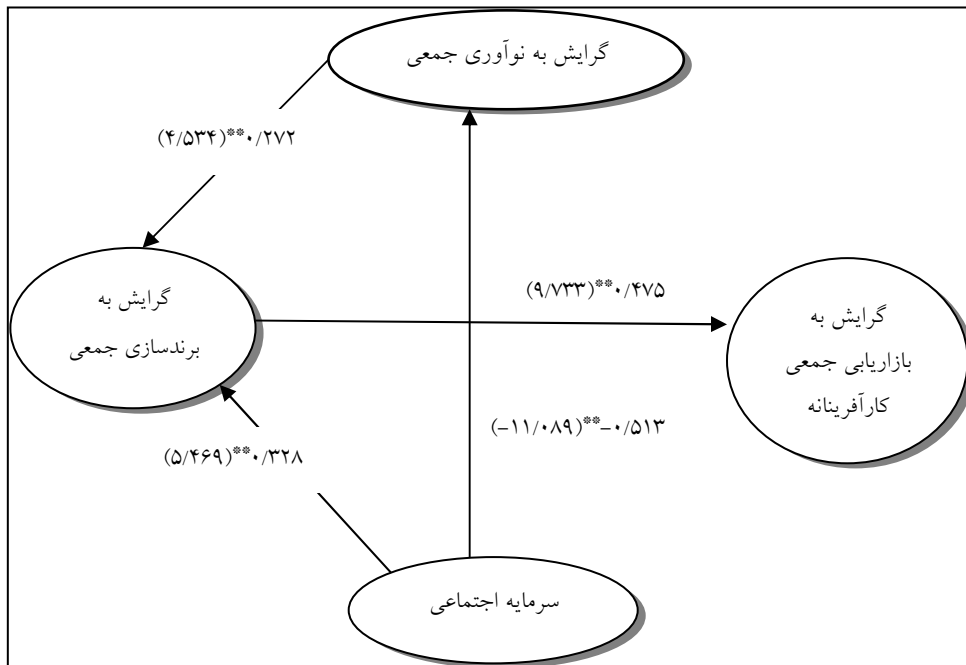 گرایش به نوآوری جمعی
(۴/۵۳۴)**۰/۲۷۲
گرایش به
برندسازی جمعی
(۹/۷۳۳)**۰/۴۷۵
گرایش به
بازاریابی جمعی
کارآفرینانه
(-۱۱/۰۸۹)**-۰/۵۱۳
(۵/۴۶۹)**۰/۳۲۸
سرمایه اجتماعی